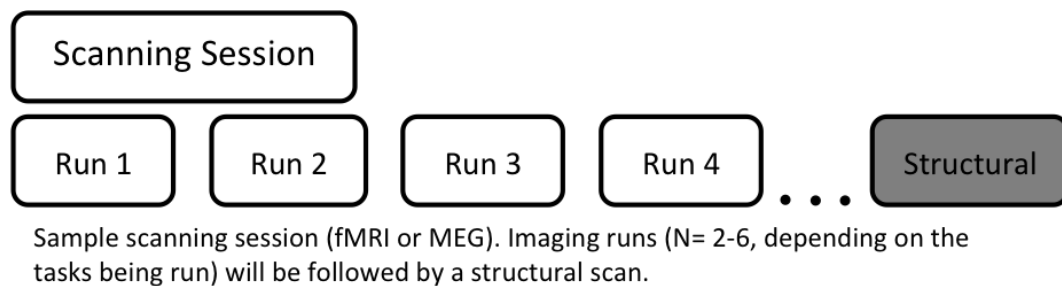 Scanning Session
Run 1 Run 2 Run 3 Run 4 ... Structural
Sample scanning session (fMRI or MEG). Imaging runs (N= 2-6, depending on the
tasks being run) will be followed by a structural scan.